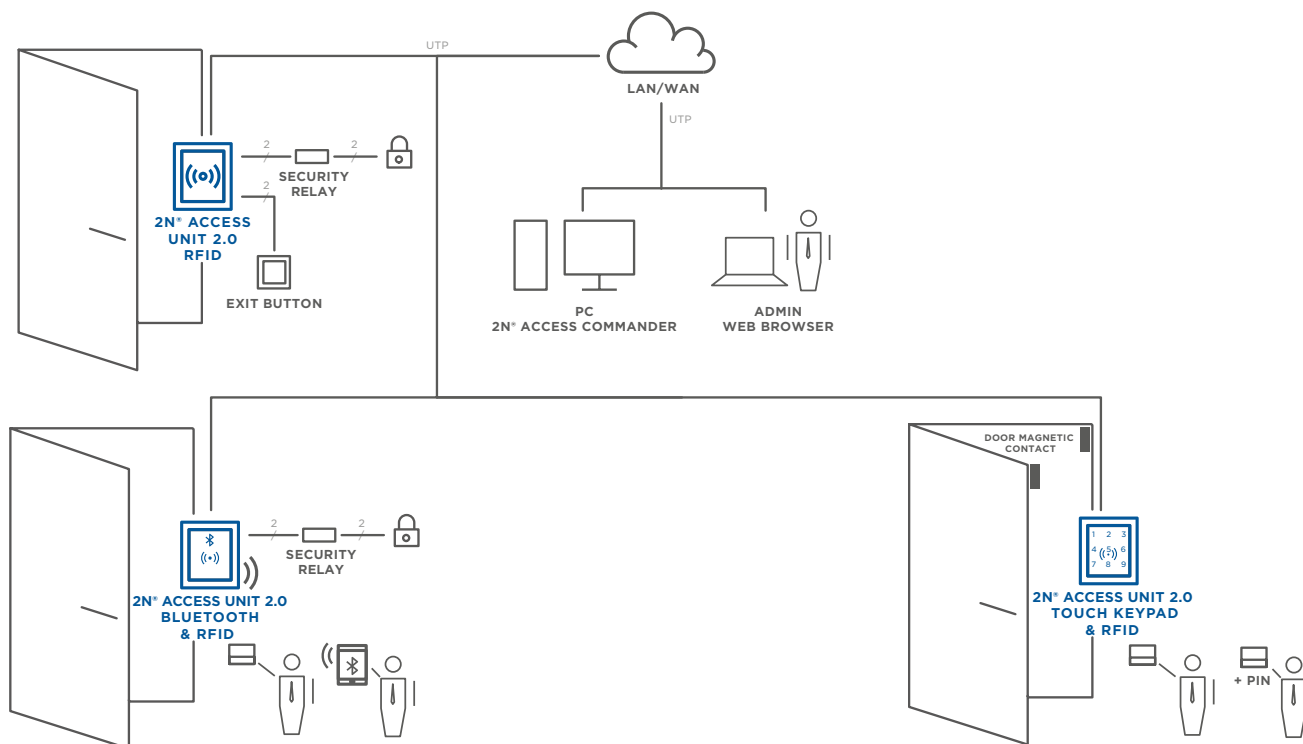 UTP
LAN/WAN
UTP
2
2
SECURITY
RELAY
2
2N® ACCESS
UNIT 2.0
RFID
EXIT BUTTON
PC
2N® ACCESS COMMANDER
ADMIN
WEB BROWSER
DOOR MAGNETIC
CONTACT
2
2
SECURITY
RELAY
2N® ACCESS UNIT 2.0
BLUETOOTH
& RFID
1 2 3
4 5 6
7 8 9
2N® ACCESS UNIT 2.0
TOUCH KEYPAD
& RFID
+ PIN